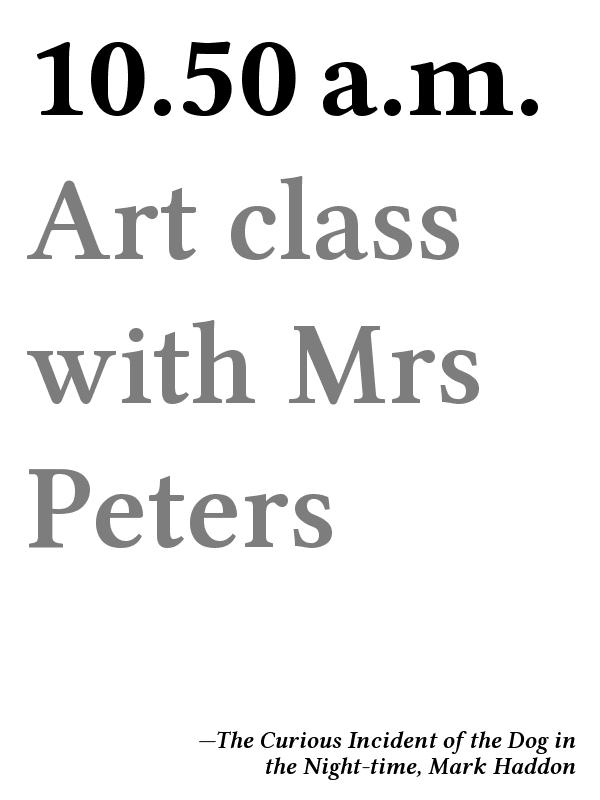 10.50 a.m.
Art class
with Mrs
Peters
—The Curious Incident of the Dog in
the Night-time, Mark Haddon